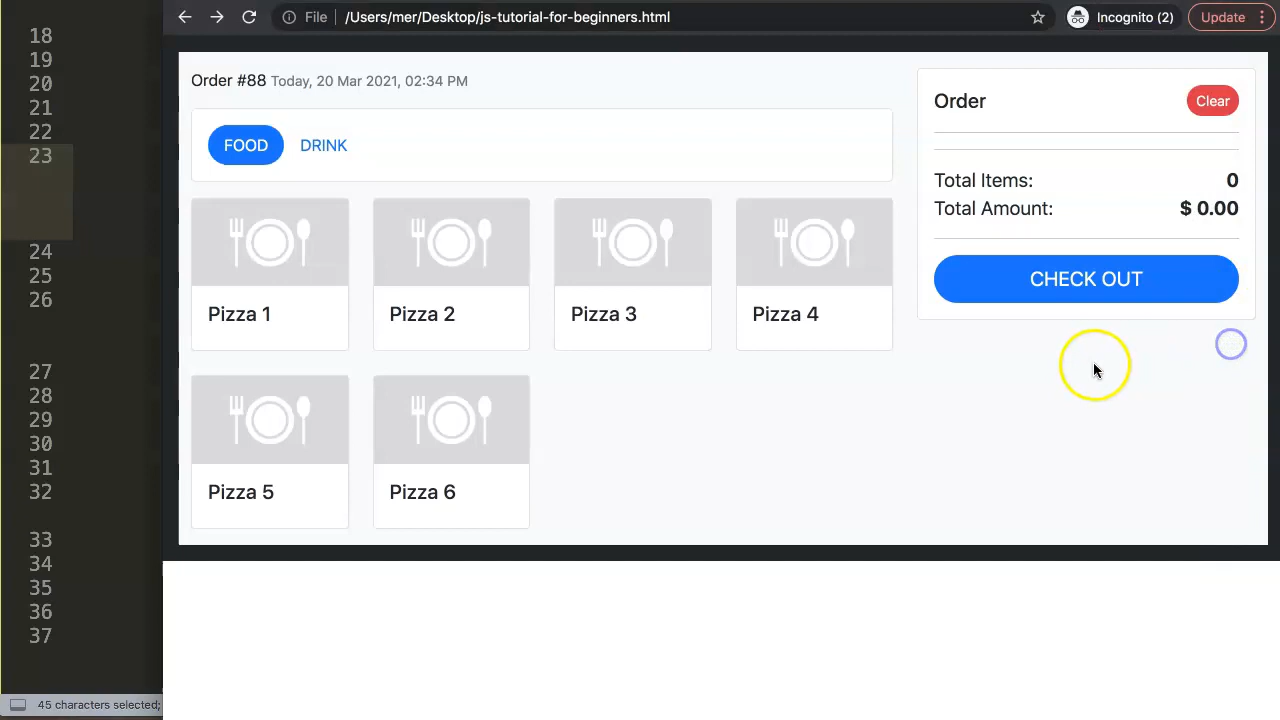 /Users/mer/Desktop/js-tutorial-for-beginners.html
File
Incognito (2)
Update
18
19
20
21
22
23
24
25
26
27
28
29
30
31
32
33
34
35
36
37
45 characters selected;
Order #88 Today, 20 Mar 2021, 02:34 PM
FOOD DRINK
Pizza 1 Pizza 2 Pizza 3 Pizza 4
Pizza 5 Pizza 6
Order Clear
Total Items: 0
Total Amount: $ 0.00
CHECK OUT